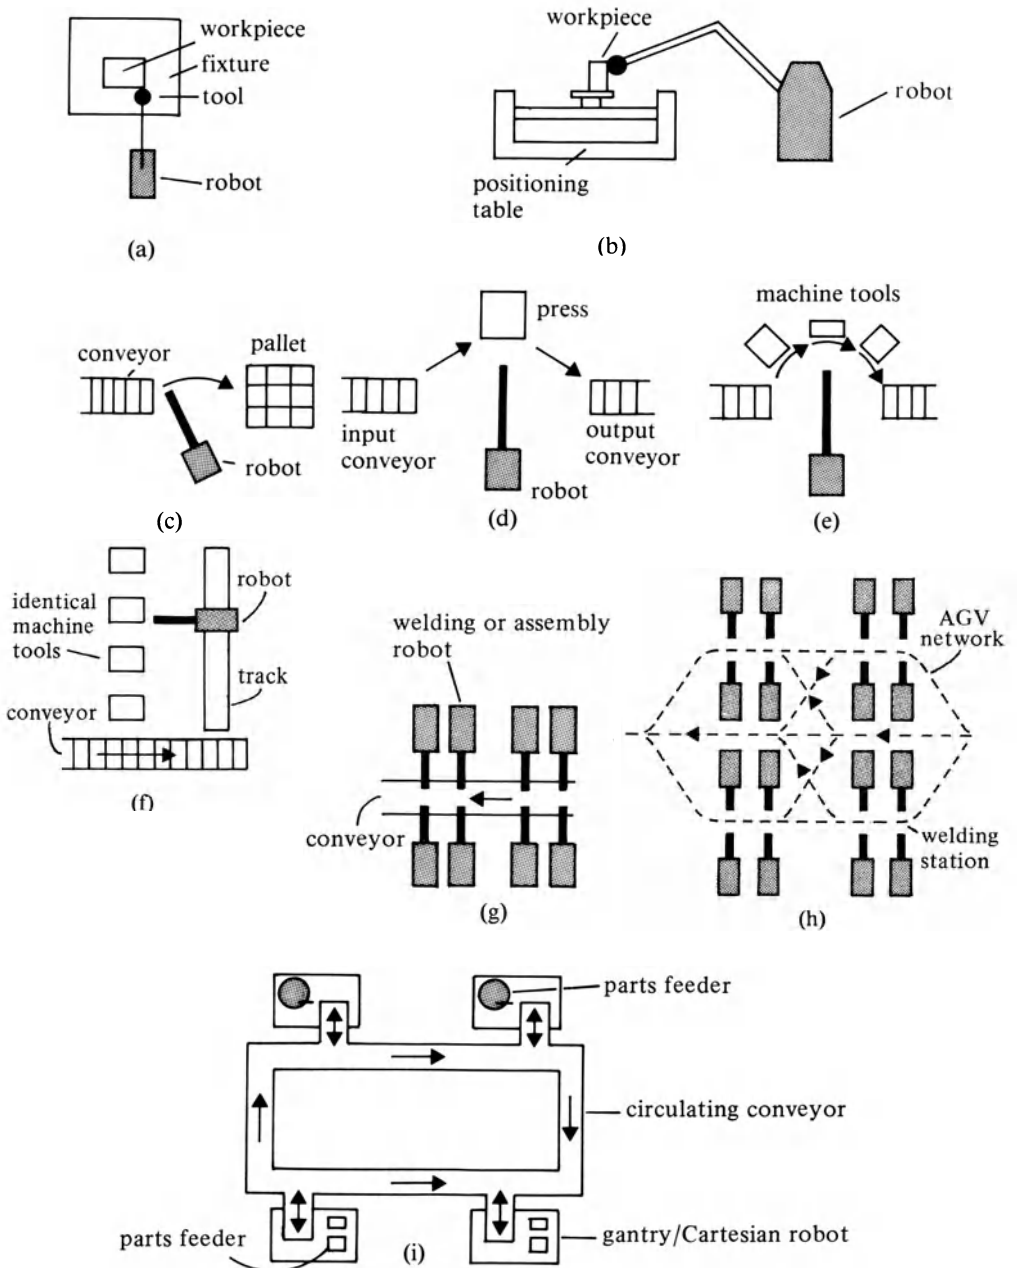 workpiece
fixture
tool
robot
(a)
workpiece
robot
positioning
table
(b)
conveyor
pallet
robot
(c)
press
input
conveyor
output
conveyor
robot
(d)
machine tools
(e)
identical
machine
tools
robot
track
conveyor
(f)
welding or assembly
robot
conveyor
(g)
AGV
network
welding
station
(h)
parts feeder
circulating conveyor
parts feeder
gantry/Cartesian robot
(i)